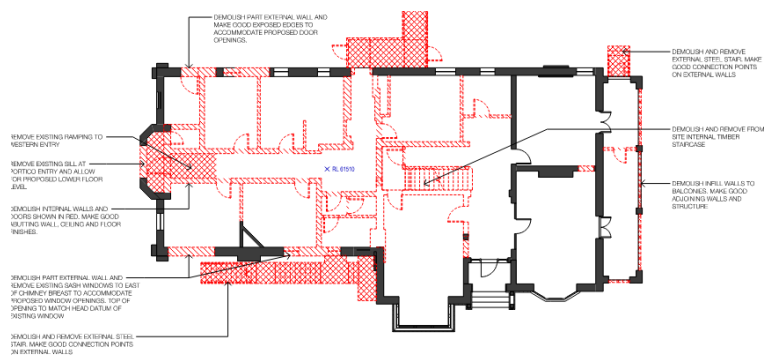 DEMOLISH PART EXTERNAL WALL AND
MAKE GOOD EXPOSED EDGES TO
ACCOMMODATE PROPOSED DOOR
OPENINGS.
REMOVE EXISTING RAMPING TO
WESTERN ENTRY
REMOVE EXISTING SILL AT
PORTICO ENTRY AND ALLOW
FOR PROPOSED LOWER FLOOR
LEVEL.
DEMOLISH INTERNAL WALLS AND
DOORS SHOWN IN RED. MAKE GOOD
ABUTTING WALL, CEILING AND FLOOR
FINISHES.
DEMOLISH PART EXTERNAL WALL AND
REMOVE EXISTING SASH WINDOWS TO EAST
OF CHIMNEY BREAST TO ACCOMMODATE
PROPOSED WINDOW OPENINGS. TOP OF
OPENING TO MATCH HEAD DATUM OF
EXISTING WINDOW
DEMOLISH AND REMOVE EXTERNAL STEEL
STAIR. MAKE GOOD CONNECTION POINTS
ON EXTERNAL WALLS
RL 61510
DEMOLISH AND REMOVE
EXTERNAL STEEL STAIR. MAKE
GOOD CONNECTION POINTS
ON EXTERNAL WALLS
DEMOLISH AND REMOVE FROM
SITE INTERNAL TIMBER
STAIRCASE
DEMOLISH INFILL WALLS TO
BALCONIES. MAKE GOOD
ADJOINING WALLS AND
STRUCTURE